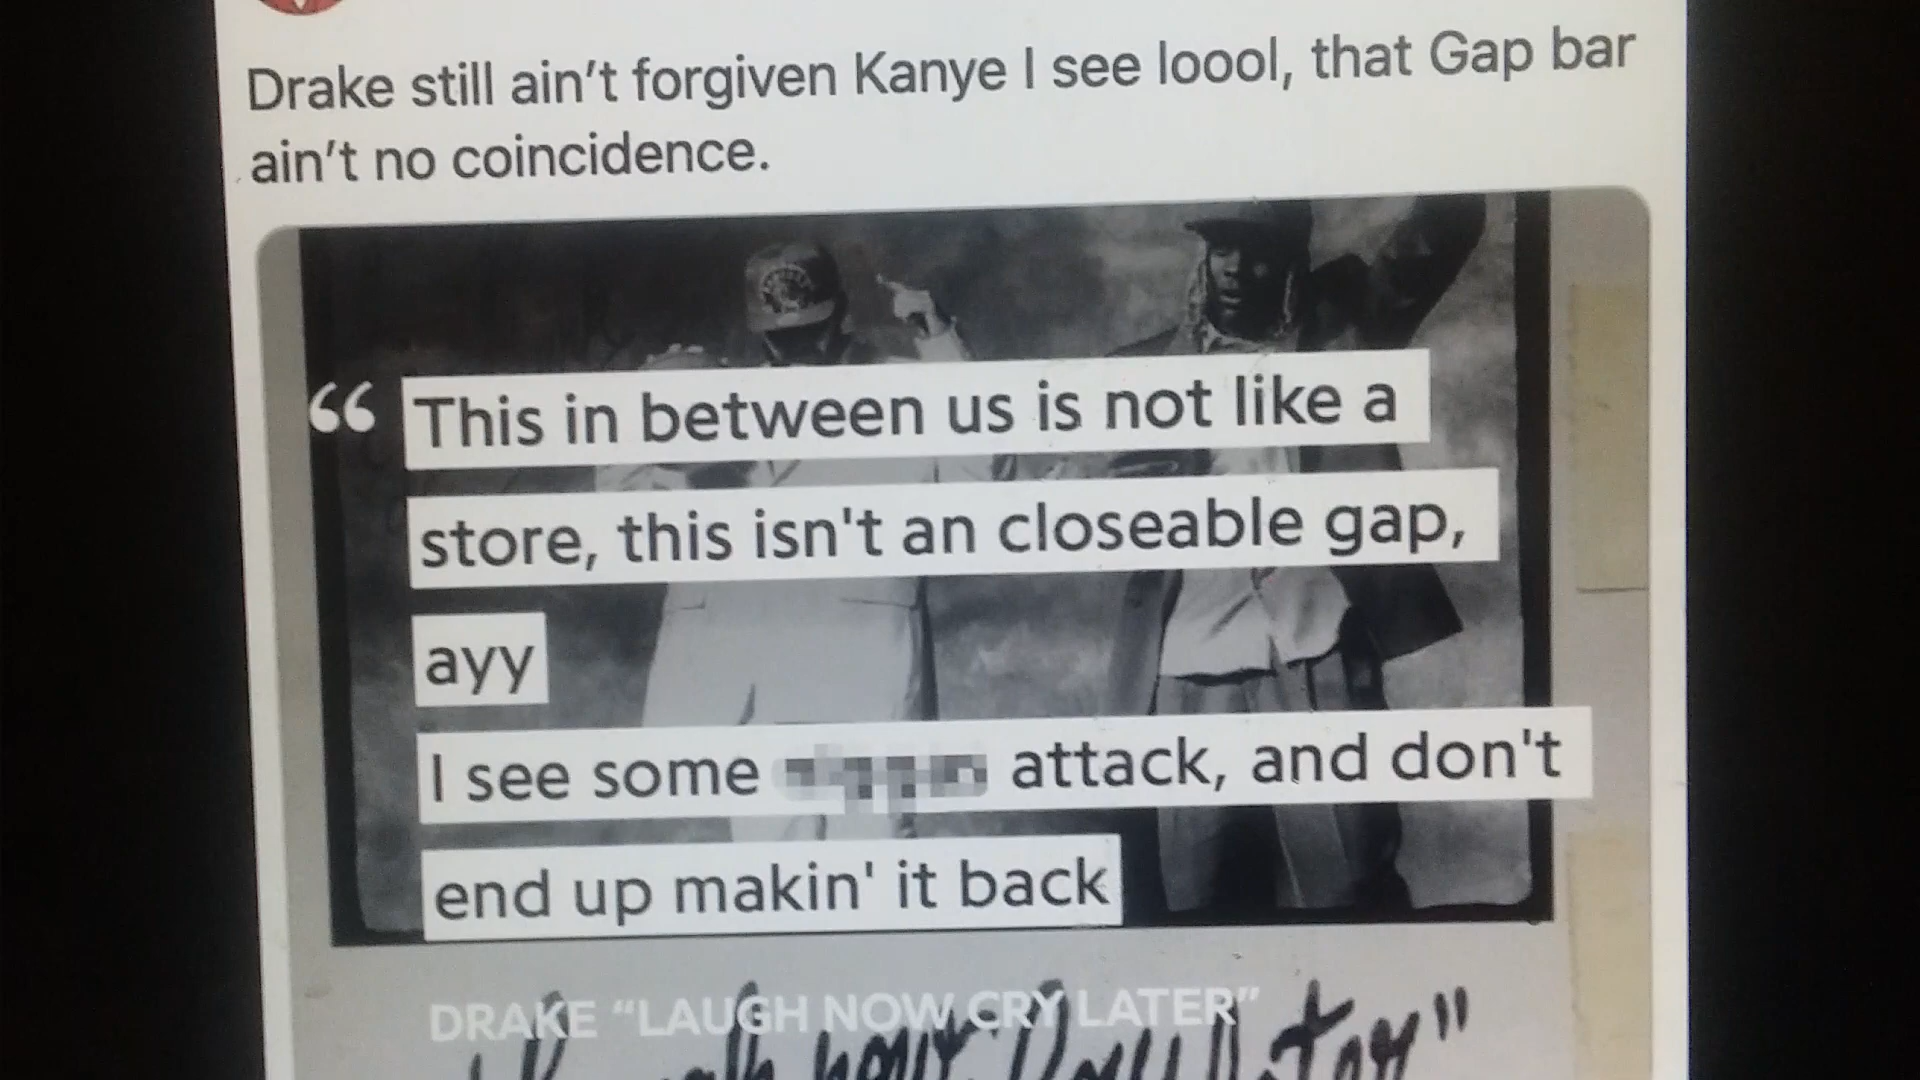 Drake still ain't forgiven Kanye I see loool, that Gap bar
ain't no coincidence.
“ This in between us is not like a
store, this isn't an closeable gap,
ayy
I see some attack, and don't
end up makin' it back
DRAKE “LAUGH NOW CRY LATER”